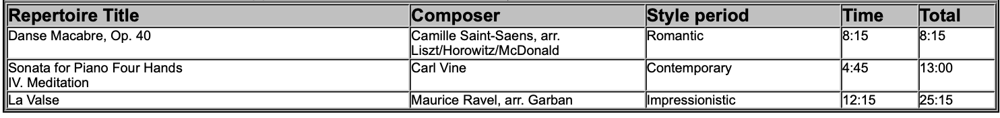 Repertoire Title Composer Style period Time Total
Danse Macabre, Op. 40 Camille Saint-Saens, arr. Romantic 8:15 8:15
Liszt/Horowitz/McDonald
Sonata for Piano Four Hands Carl Vine Contemporary 4:45 13:00
IV. Meditation
La Valse Maurice Ravel, arr. Garban Impressionistic 12:15 25:15